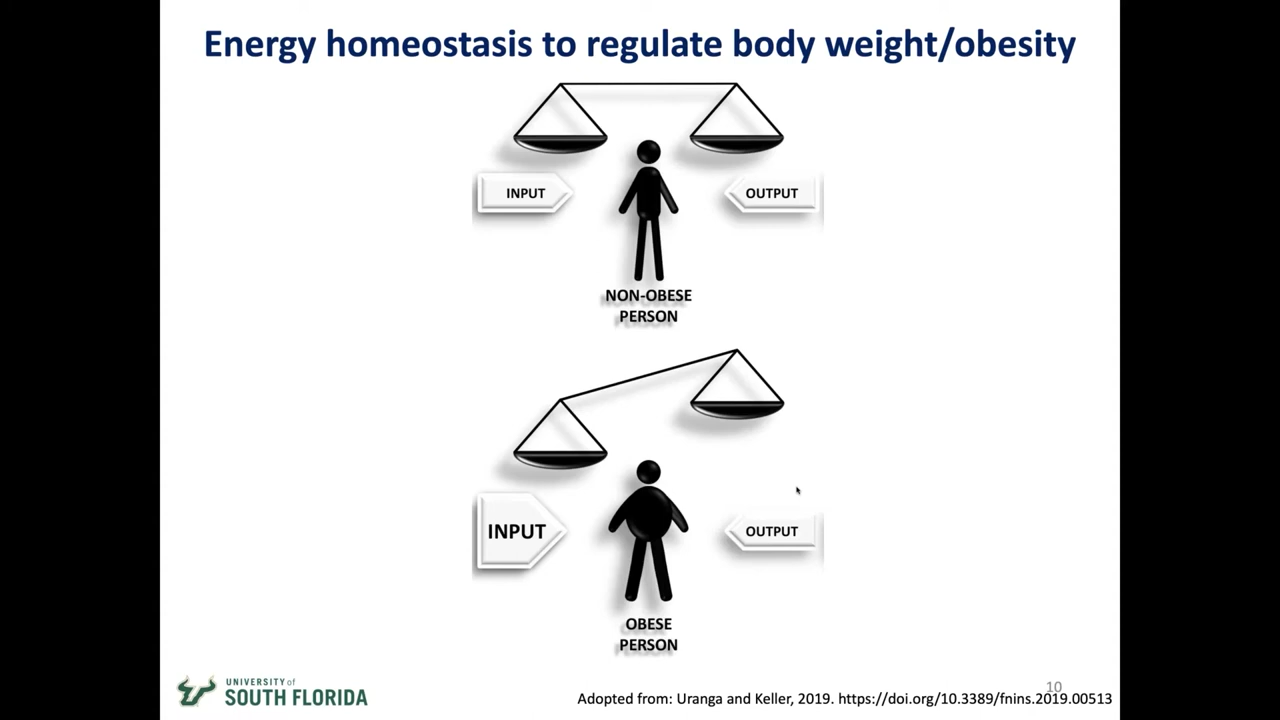 Energy homeostasis to regulate body weight/obesity
INPUT
OUTPUT
NON-OBESE
PERSON
INPUT
OUTPUT
OBESE
PERSON
UNIVERSITY of
SOUTH FLORIDA
10
Adopted from: Uranga and Keller, 2019. https://doi.org/10.3389/fnins.2019.00513